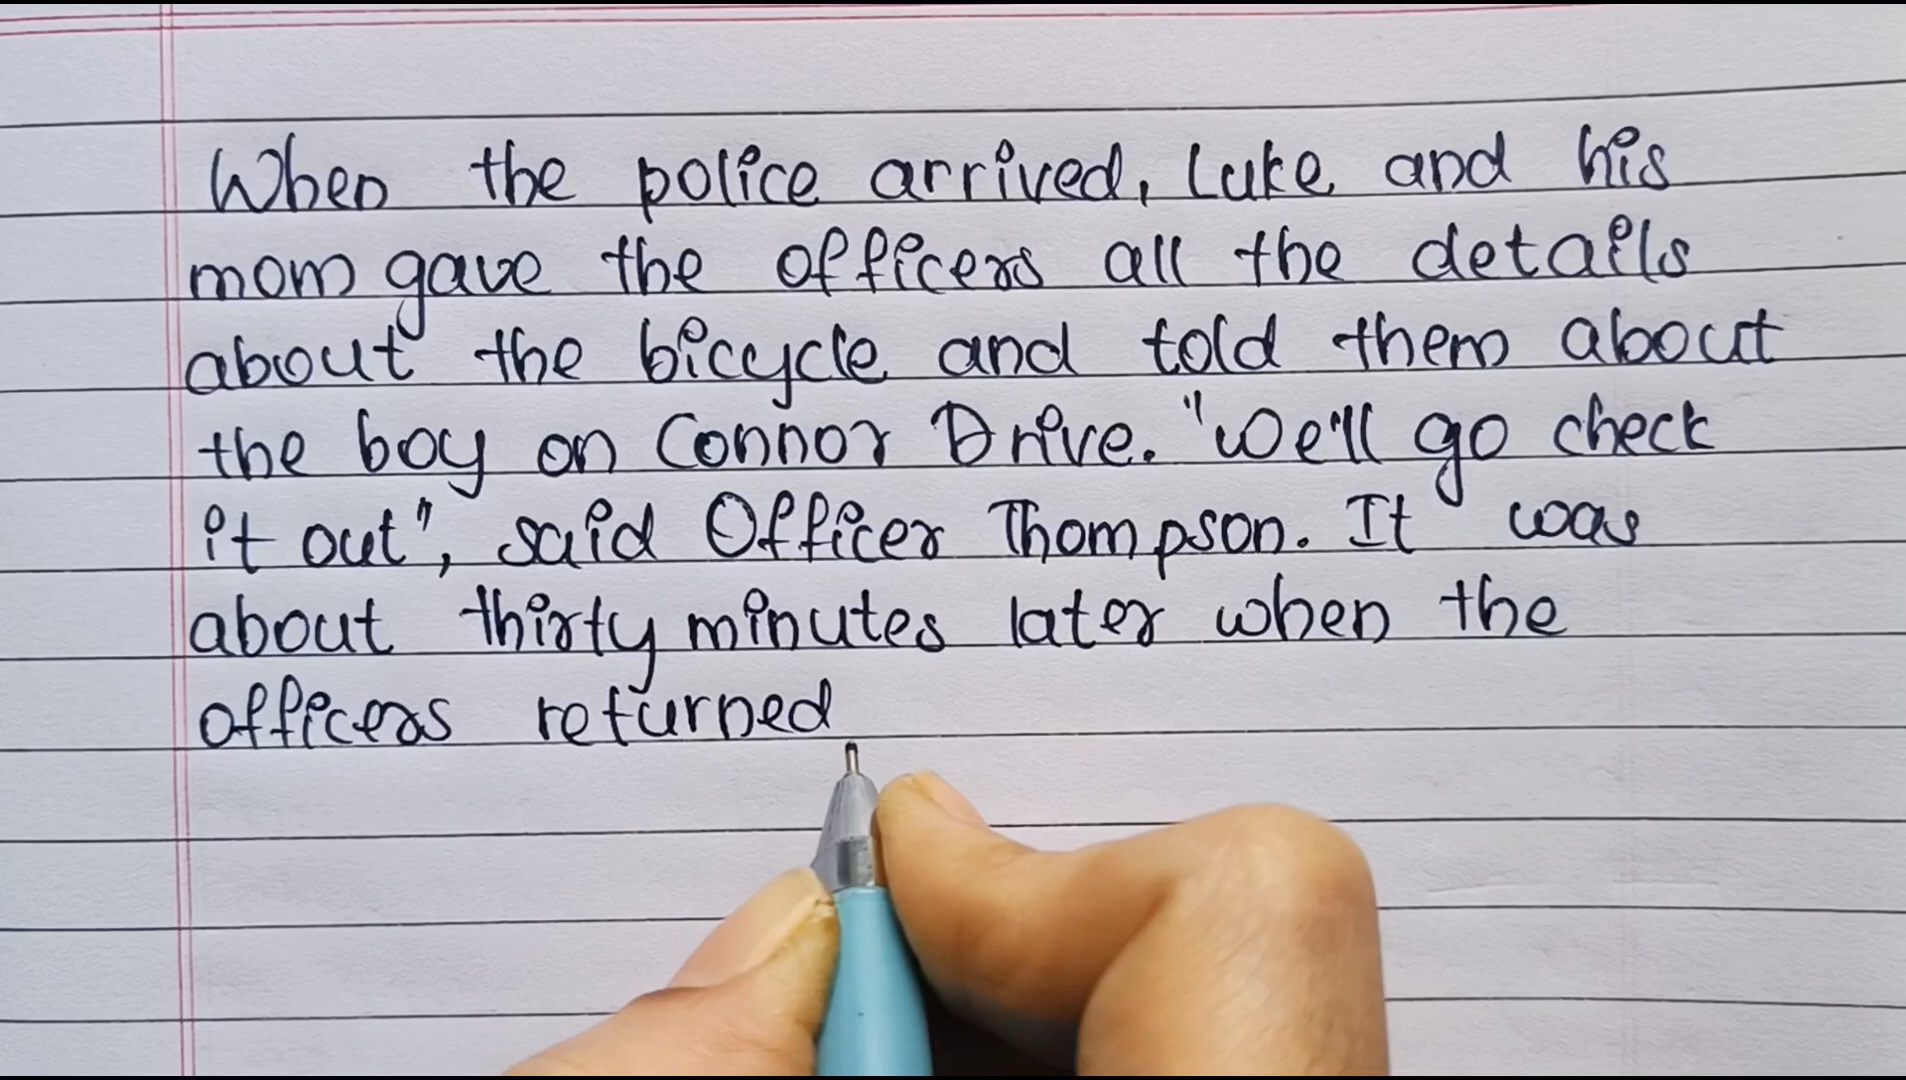 When the police arrived, Luke and his
mom gave the officers all the details
about the bicycle and told them about
the boy on Connor Drive. "We'll go check
it out", said Officer Thompson. It was
about thirty minutes later when the
officers returned